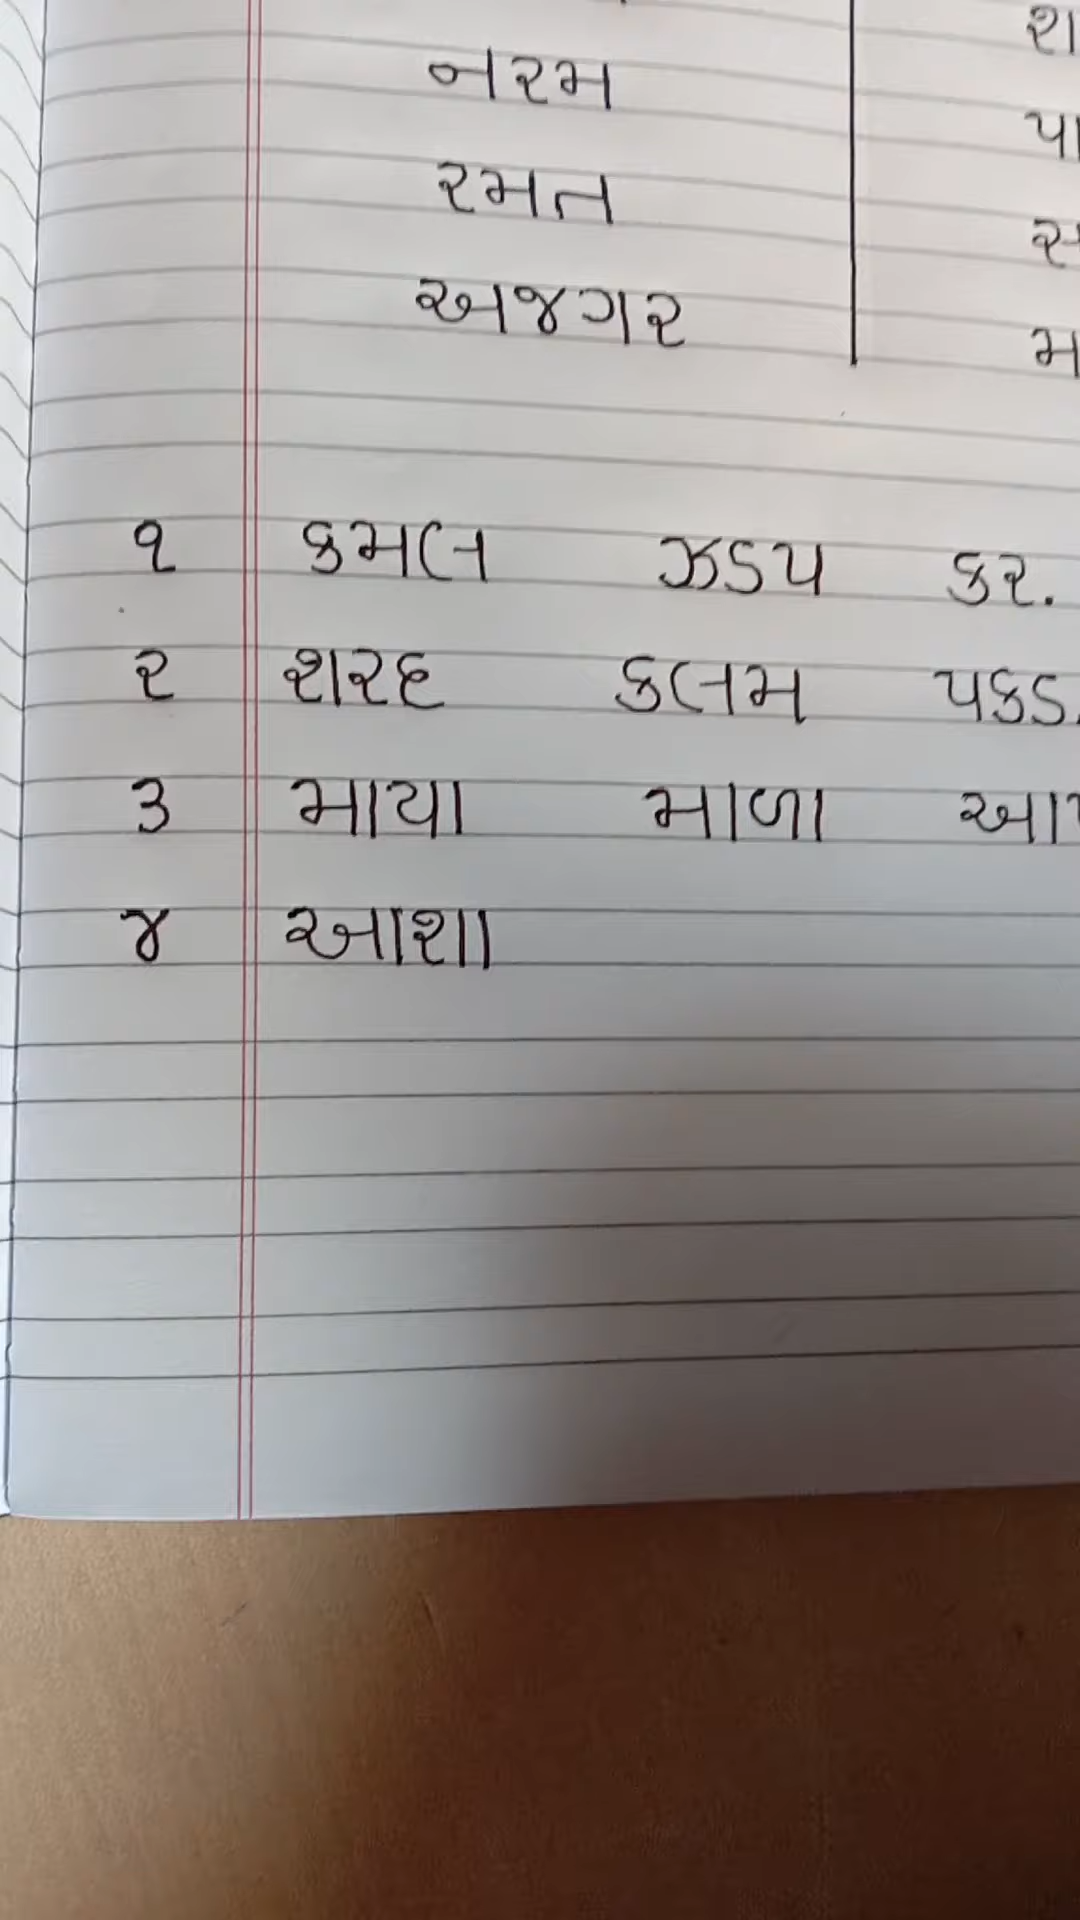 નરમ
રમત
અજગર
૧ કમલ ઝડપ કર.
૨ શરદ કલમ પકડ.
૩ માયા માળા
૪ આશા